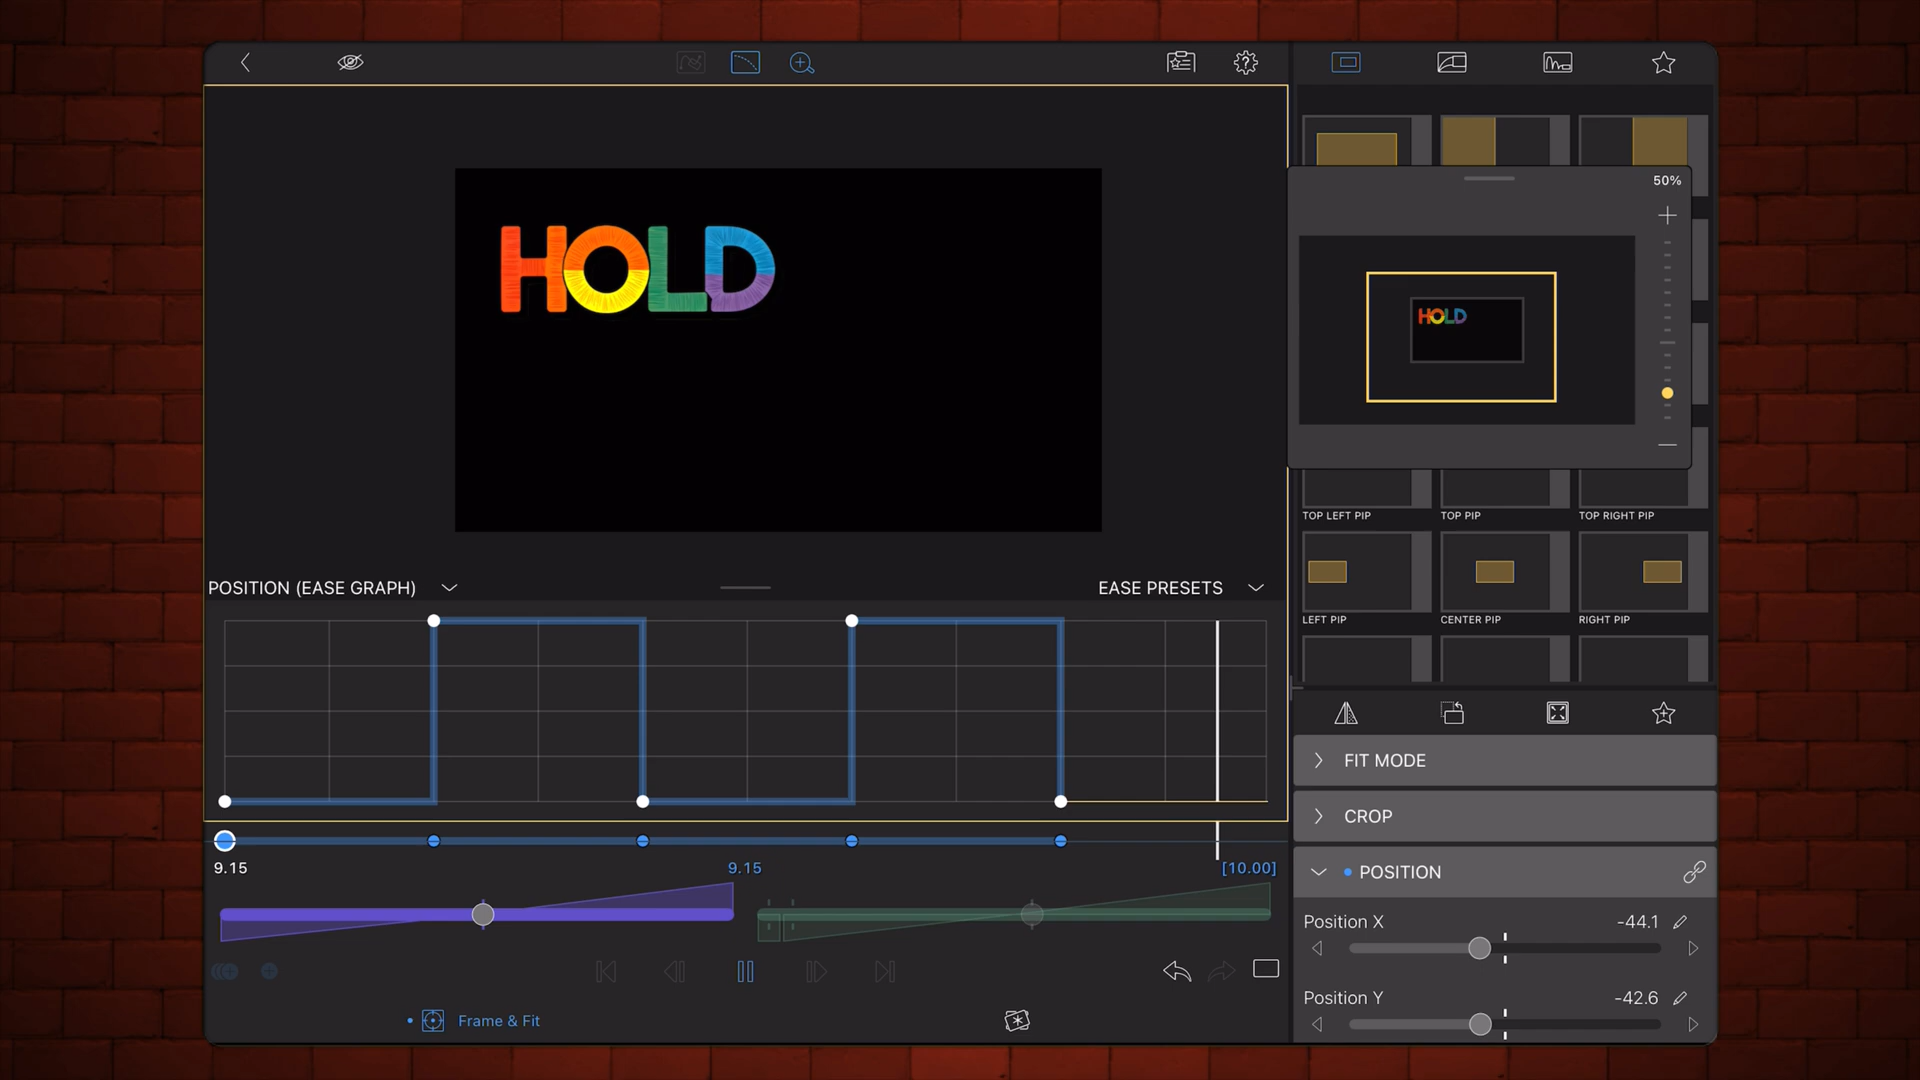 HOLD
50%
HOLD
TOP LEFT PIP
TOP PIP
TOP RIGHT PIP
POSITION (EASE GRAPH)
EASE PRESETS
LEFT PIP
CENTER PIP
RIGHT PIP
FIT MODE
CROP
9.15
9.15
[10.00]
POSITION
Position X
-44.1
Position Y
-42.6
Frame & Fit